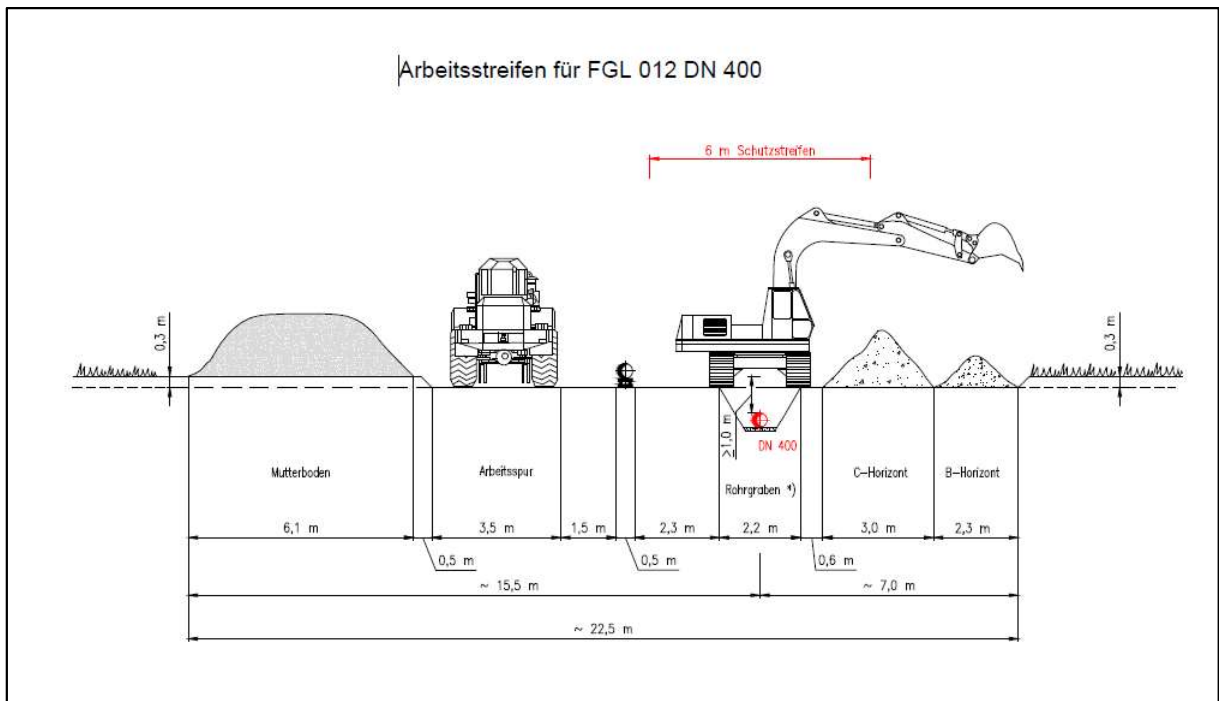 Arbeitsstreifen für FGL 012 DN 400
6 m Schutzstreifen
0,3 m
0,3 m
>1,0 m
DN 400
Mutterboden
Arbeitsspur
Rohrgraben *)
C-Horizont
B-Horizont
6,1 m
3,5 m
1,5 m
2,3 m
2,2 m
3,0 m
2,3 m
0,5 m
0,5 m
0,6 m
~ 15,5 m
~ 7,0 m
~ 22,5 m